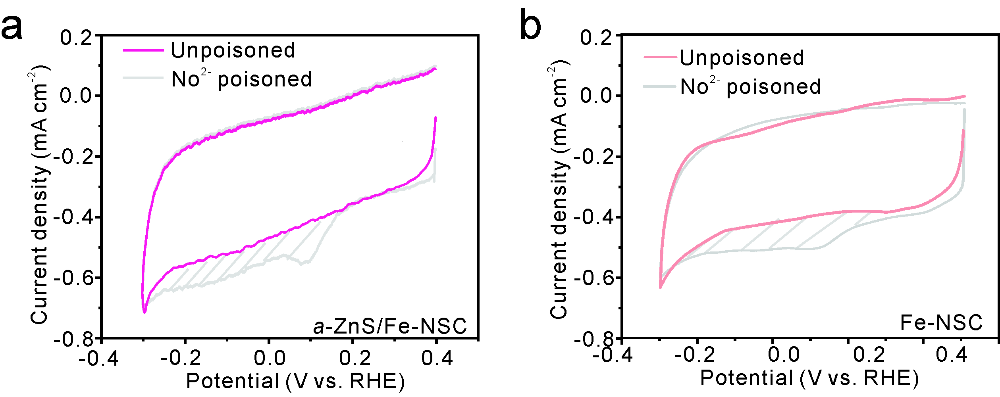 a
0.2
0.0
-0.2
-0.4
-0.6
-0.8
Current density (mA cm⁻²)
Unpoisoned
No²⁻ poisoned
a-ZnS/Fe-NSC
-0.4 -0.2 0.0 0.2 0.4
Potential (V vs. RHE)
b
0.2
0.0
-0.2
-0.4
-0.6
-0.8
Current density (mA cm⁻²)
Unpoisoned
No²⁻ poisoned
Fe-NSC
-0.4 -0.2 0.0 0.2 0.4
Potential (V vs. RHE)